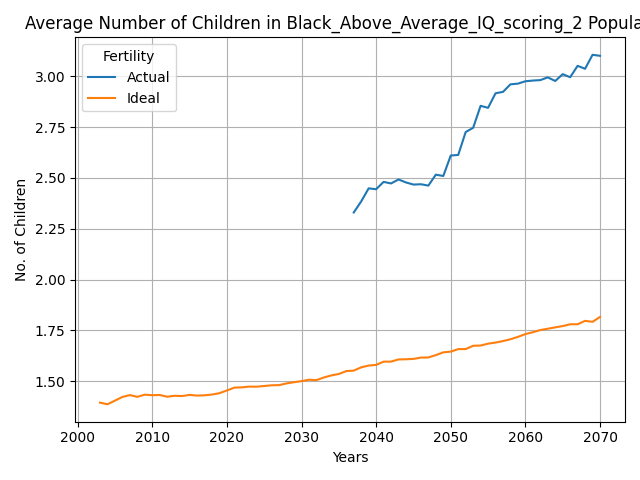 Average Number of Children in Black_Above_Average_IQ_scoring_2 Popula
Fertility
Actual
Ideal
No. of Children
3.00
2.75
2.50
2.25
2.00
1.75
1.50
2000 2010 2020 2030 2040 2050 2060 2070
Years